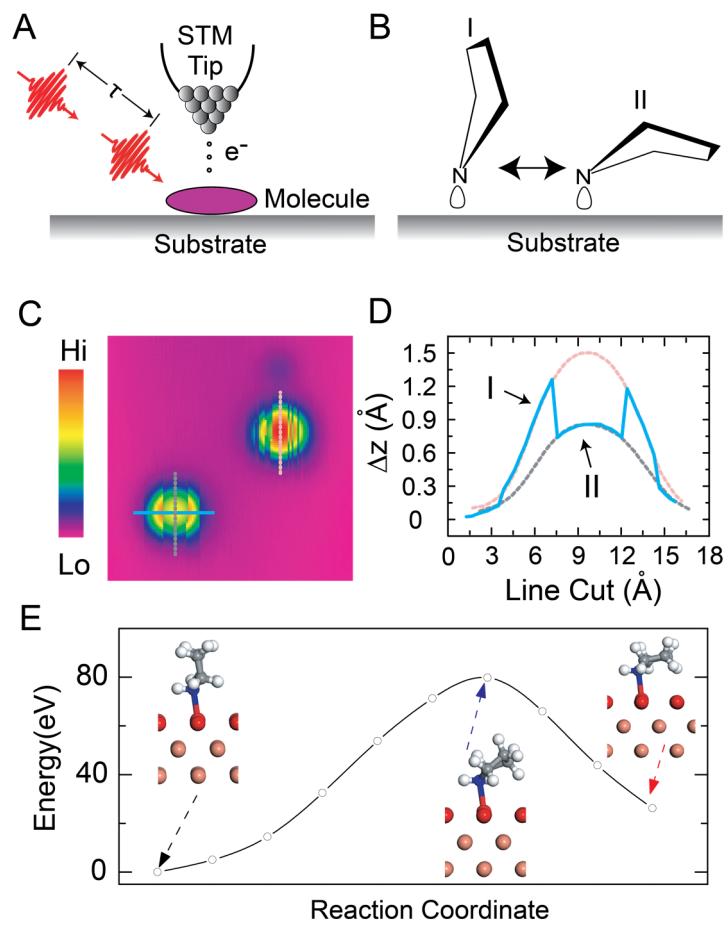 A
STM
Tip
τ
e-
Molecule
Substrate
B
I
II
N
N
Substrate
C
Hi
Lo
D
Δz (Å)
1.5
1.2
0.9
0.6
0.3
0
I
II
0 3 6 9 12 15 18
Line Cut (Å)
E
Energy(eV)
80
40
0
Reaction Coordinate